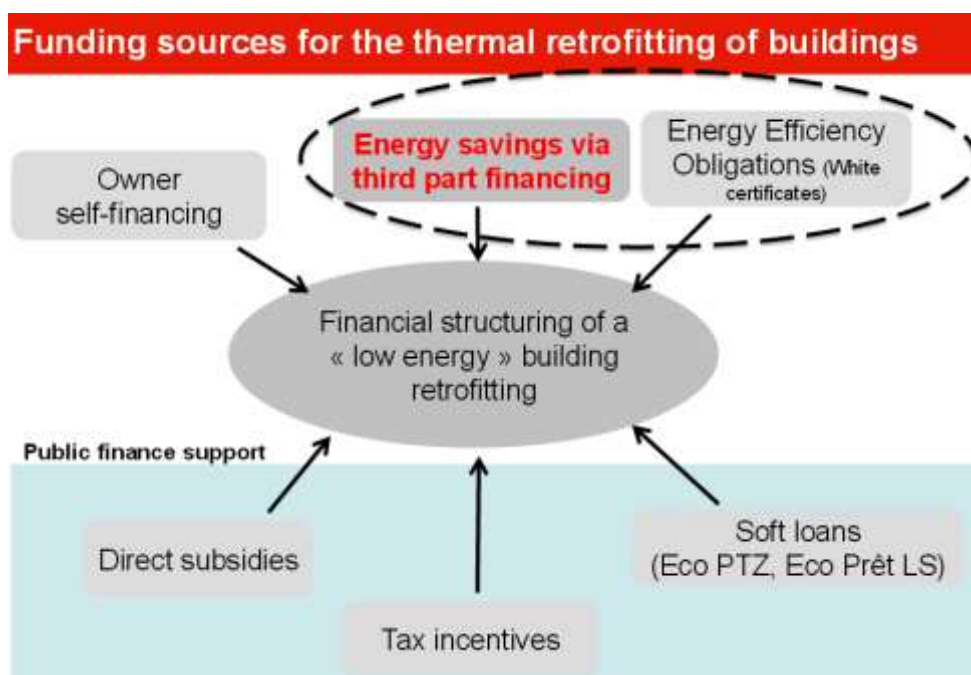 Funding sources for the thermal retrofitting of buildings
Energy savings via
third part financing
Energy Efficiency
Obligations (White
certificates)
Owner
self-financing
Financial structuring of a
« low energy » building
retrofitting
Public finance support
Direct subsidies
Soft loans
(Eco PTZ, Eco Prêt LS)
Tax incentives